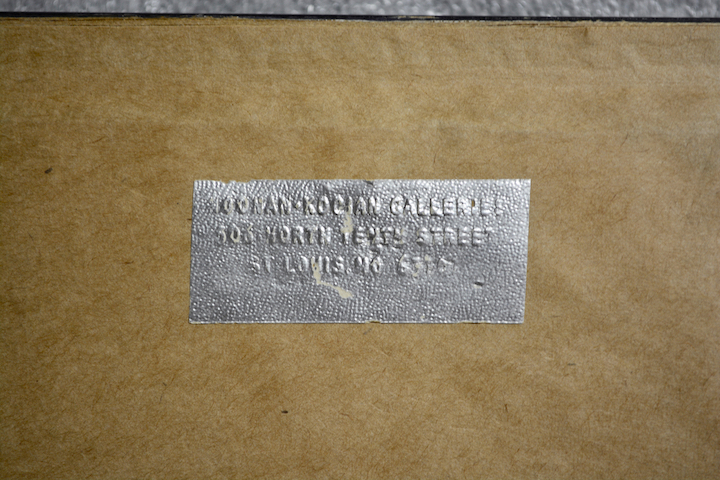 NOONAN-KOCIAN GALLERIES
NORTH STREET
ST LOUIS, MO